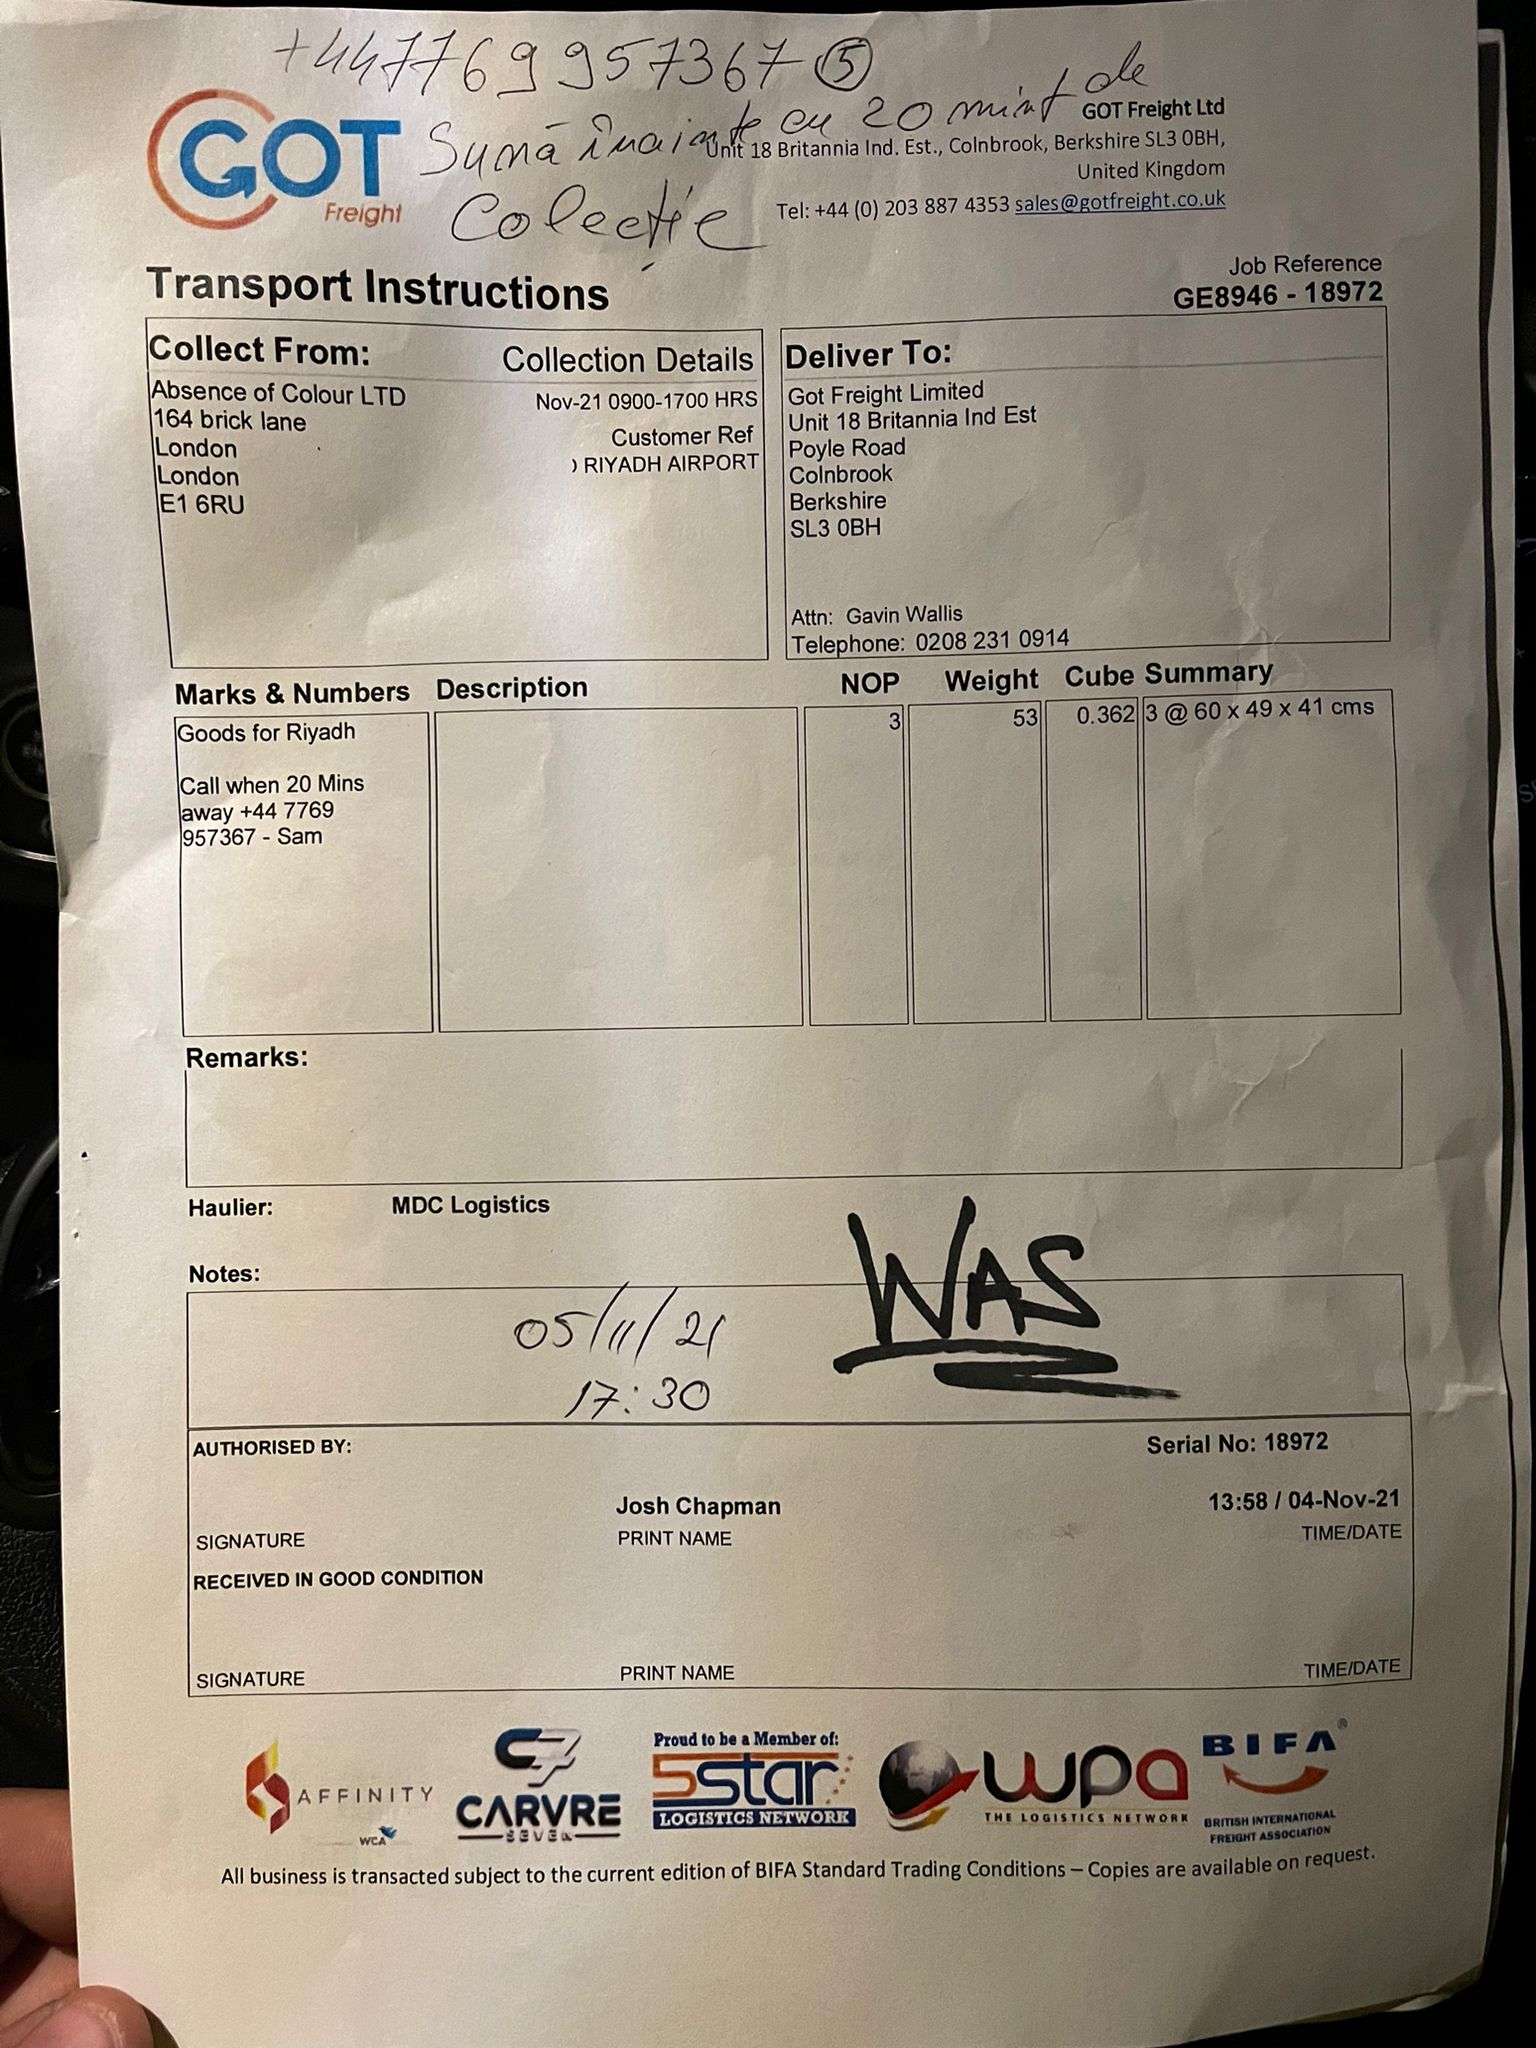 +447769957367 (5)
Sună înainte cu 20 mint de
Colecție
GOT
Freight
GOT Freight Ltd
Unit 18 Britannia Ind. Est., Colnbrook, Berkshire SL3 0BH,
United Kingdom
Tel: +44 (0) 203 887 4353 sales@gotfreight.co.uk
Transport Instructions
Job Reference
GE8946 - 18972
Collect From:
Collection Details
Absence of Colour LTD
Nov-21 0900-1700 HRS
164 brick lane
Customer Ref
London
) RIYADH AIRPORT
London
E1 6RU
Deliver To:
Got Freight Limited
Unit 18 Britannia Ind Est
Poyle Road
Colnbrook
Berkshire
SL3 0BH
Attn: Gavin Wallis
Telephone: 0208 231 0914
Marks & Numbers Description NOP Weight Cube Summary
Goods for Riyadh 3 53 0.362 3 @ 60 x 49 x 41 cms
Call when 20 Mins
away +44 7769
957367 - Sam
Remarks:
Haulier: MDC Logistics
Notes:
05/11/21
17:30
WAS
AUTHORISED BY:
Serial No: 18972
Josh Chapman
13:58 / 04-Nov-21
SIGNATURE PRINT NAME TIME/DATE
RECEIVED IN GOOD CONDITION
SIGNATURE PRINT NAME TIME/DATE
AFFINITY
WCA
C7
CARVRE
SEVEN
Proud to be a Member of:
5star
LOGISTICS NETWORK
wpa
THE LOGISTICS NETWORK
BIFA®
BRITISH INTERNATIONAL
FREIGHT ASSOCIATION
All business is transacted subject to the current edition of BIFA Standard Trading Conditions – Copies are available on request.